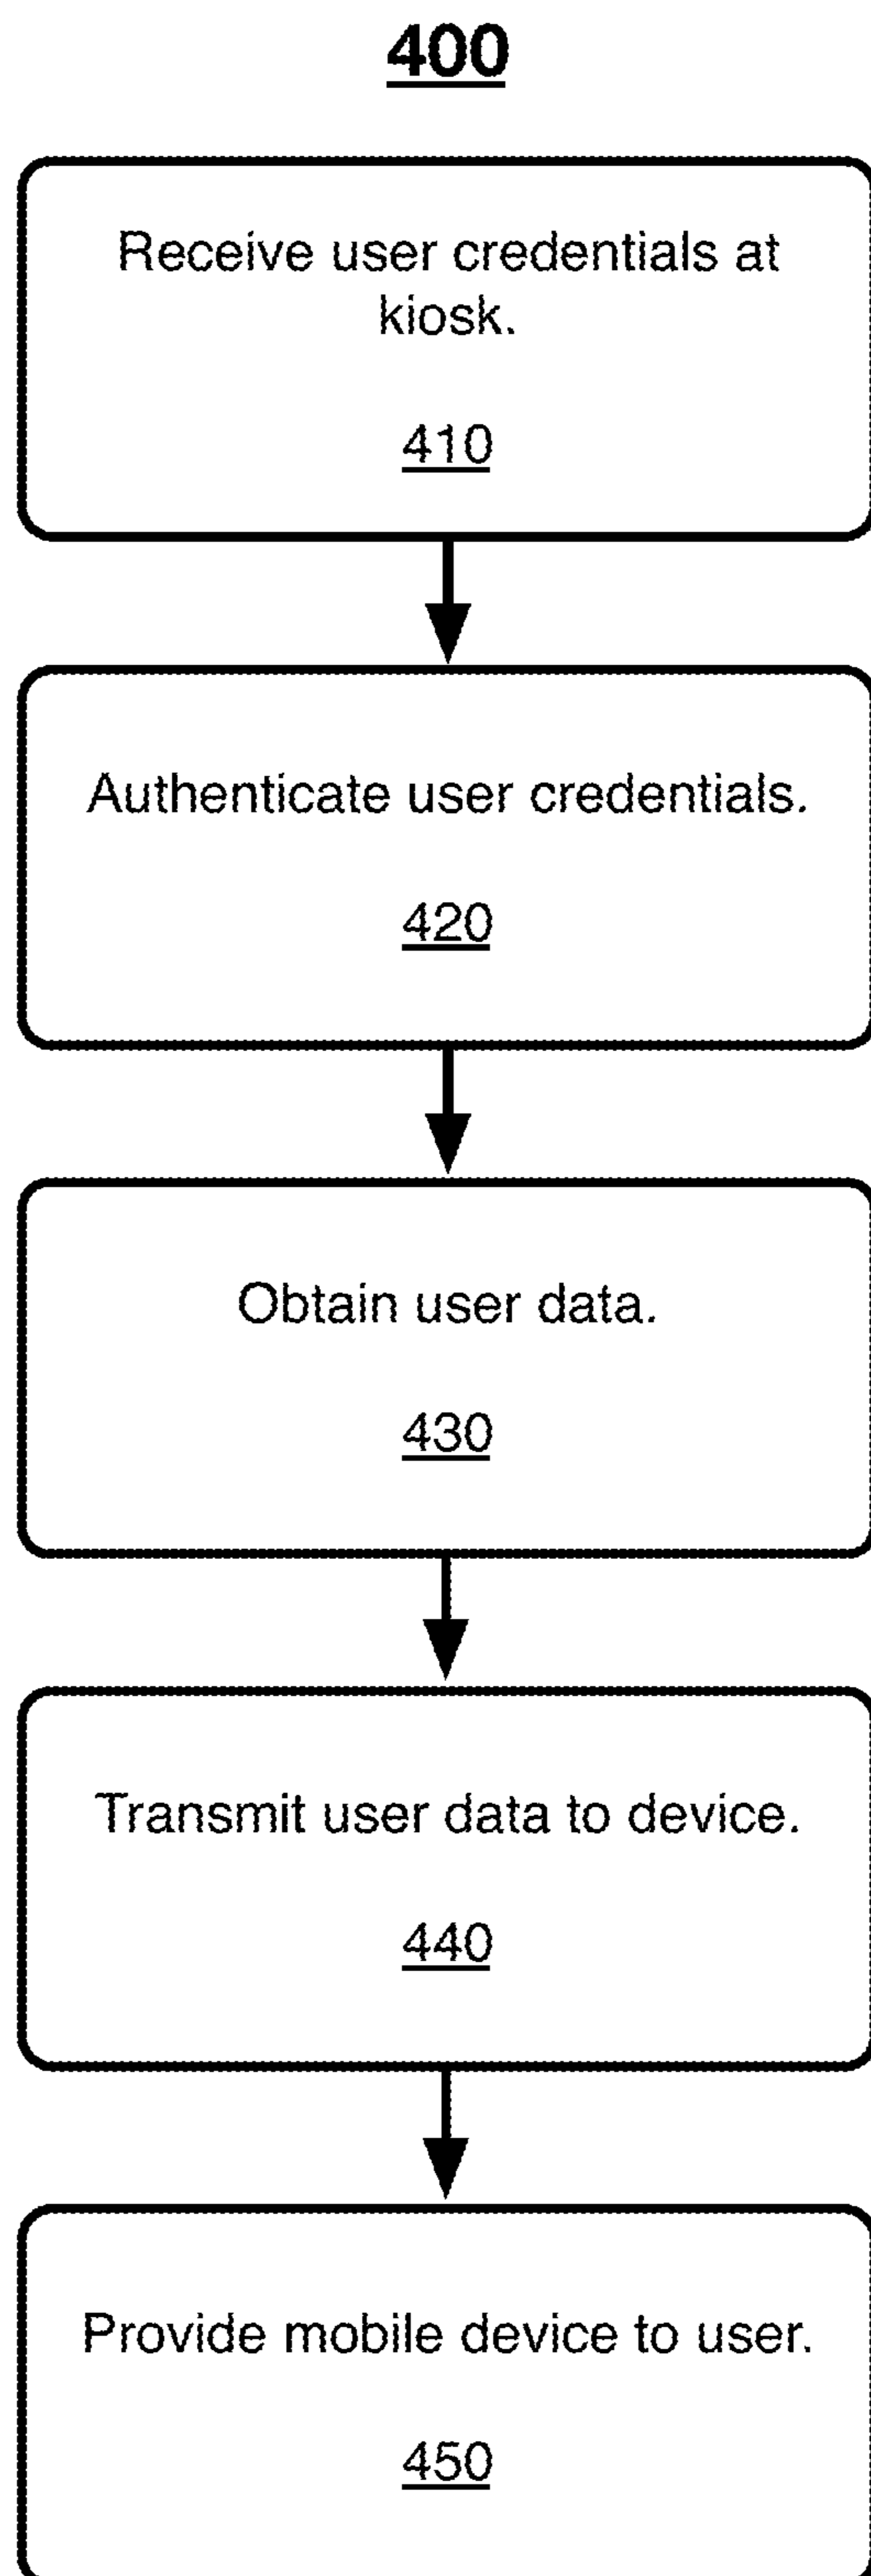 400
Receive user credentials at
kiosk.
410
Authenticate user credentials.
420
Obtain user data.
430
Transmit user data to device.
440
Provide mobile device to user.
450